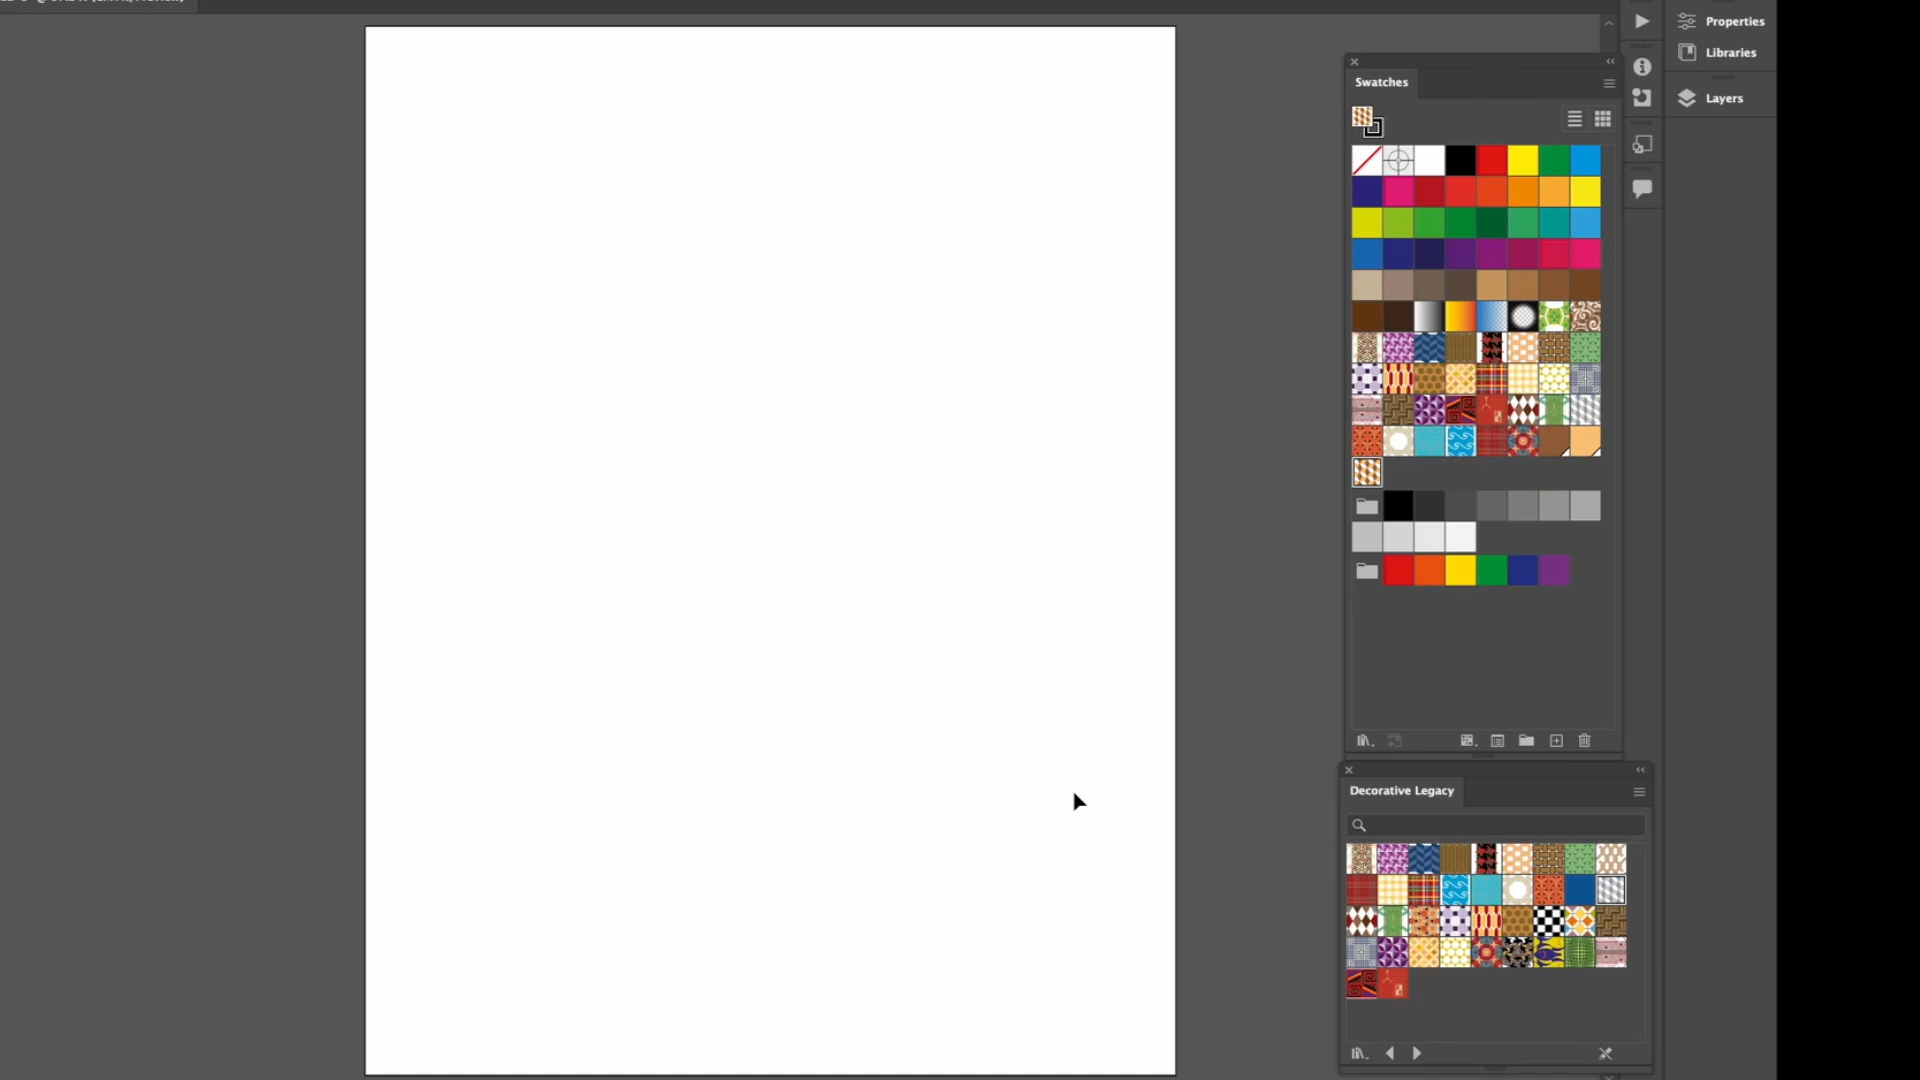 Properties
Libraries
Swatches
Layers
Decorative Legacy